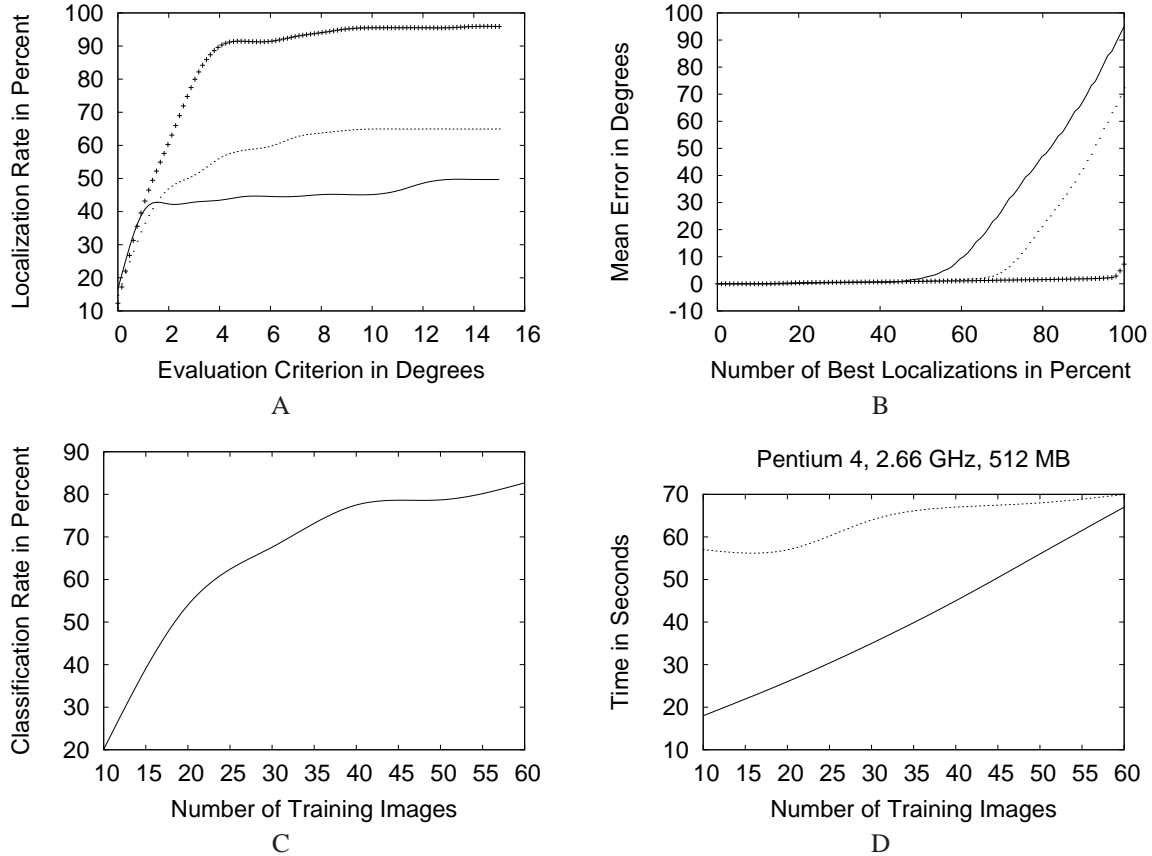 Localization Rate in Percent
100
90
80
70
60
50
40
30
20
10
0 2 4 6 8 10 12 14 16
Evaluation Criterion in Degrees
A
Mean Error in Degrees
100
90
80
70
60
50
40
30
20
10
0
-10
0 20 40 60 80 100
Number of Best Localizations in Percent
B
Classification Rate in Percent
90
80
70
60
50
40
30
20
10 15 20 25 30 35 40 45 50 55 60
Number of Training Images
C
Pentium 4, 2.66 GHz, 512 MB
Time in Seconds
70
60
50
40
30
20
10
10 15 20 25 30 35 40 45 50 55 60
Number of Training Images
D